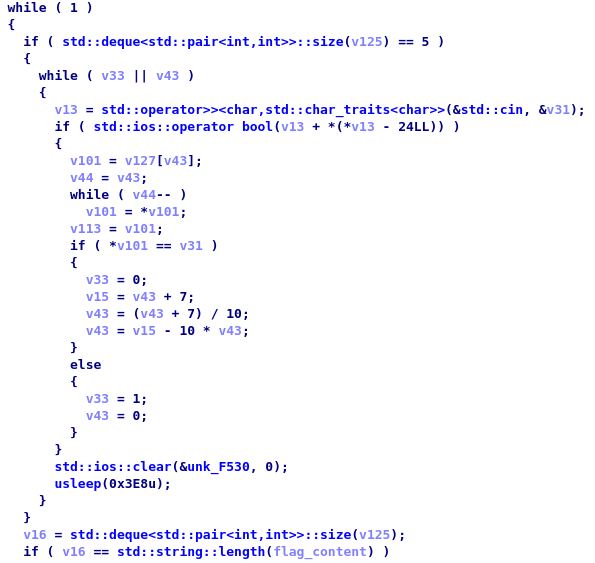 while ( 1 )
{
if ( std::deque<std::pair<int,int>>::size(v125) == 5 )
{
while ( v33 || v43 )
{
v13 = std::operator>><char,std::char_traits<char>>(&std::cin, &v31);
if ( std::ios::operator bool(v13 + *(*v13 - 24LL)) )
{
v101 = v127[v43];
v44 = v43;
while ( v44-- )
v101 = *v101;
v113 = v101;
if ( *v101 == v31 )
{
v33 = 0;
v15 = v43 + 7;
v43 = (v43 + 7) / 10;
v43 = v15 - 10 * v43;
}
else
{
v33 = 1;
v43 = 0;
}
}
std::ios::clear(&unk_F530, 0);
usleep(0x3E8u);
}
}
v16 = std::deque<std::pair<int,int>>::size(v125);
if ( v16 == std::string::length(flag_content) )